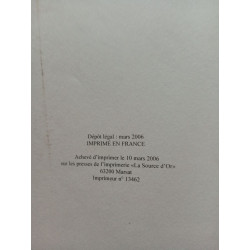 Dépôt légal - mars 2006
IMPRIMÉ EN FRANCE
Achevé d'imprimer le 10 mars 2006
sur les presses de l'imprimerie «La Source d'Or»
63200 Marsat
Imprimeur n° 13462